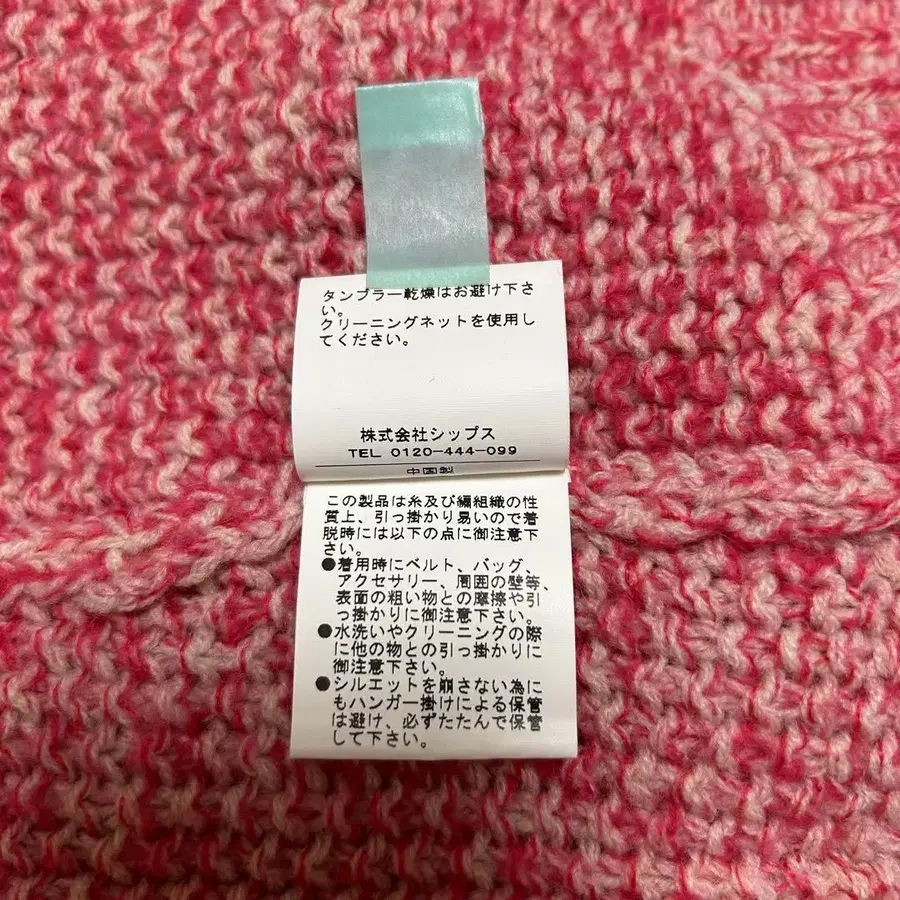 タンブラー乾燥はお避け下さ
い。
クリーニングネットを使用し
てください。
株式会社シップス
TEL 0120-444-099
中国製
この製品は糸及び編組織の性
質上、引っ掛かり易いので着
脱時には以下の点に御注意下
さい。
●着用時にベルト、バッグ、
アクセサリー、周囲の壁等、
表面の粗い物との摩擦や引
っ掛かりに御注意下さい。
●水洗いやクリーニングの際
に他の物との引っ掛かりに
御注意下さい。
●シルエットを崩さない為に
もハンガー掛けによる保管
は避け、必ずたたんで保管
して下さい。